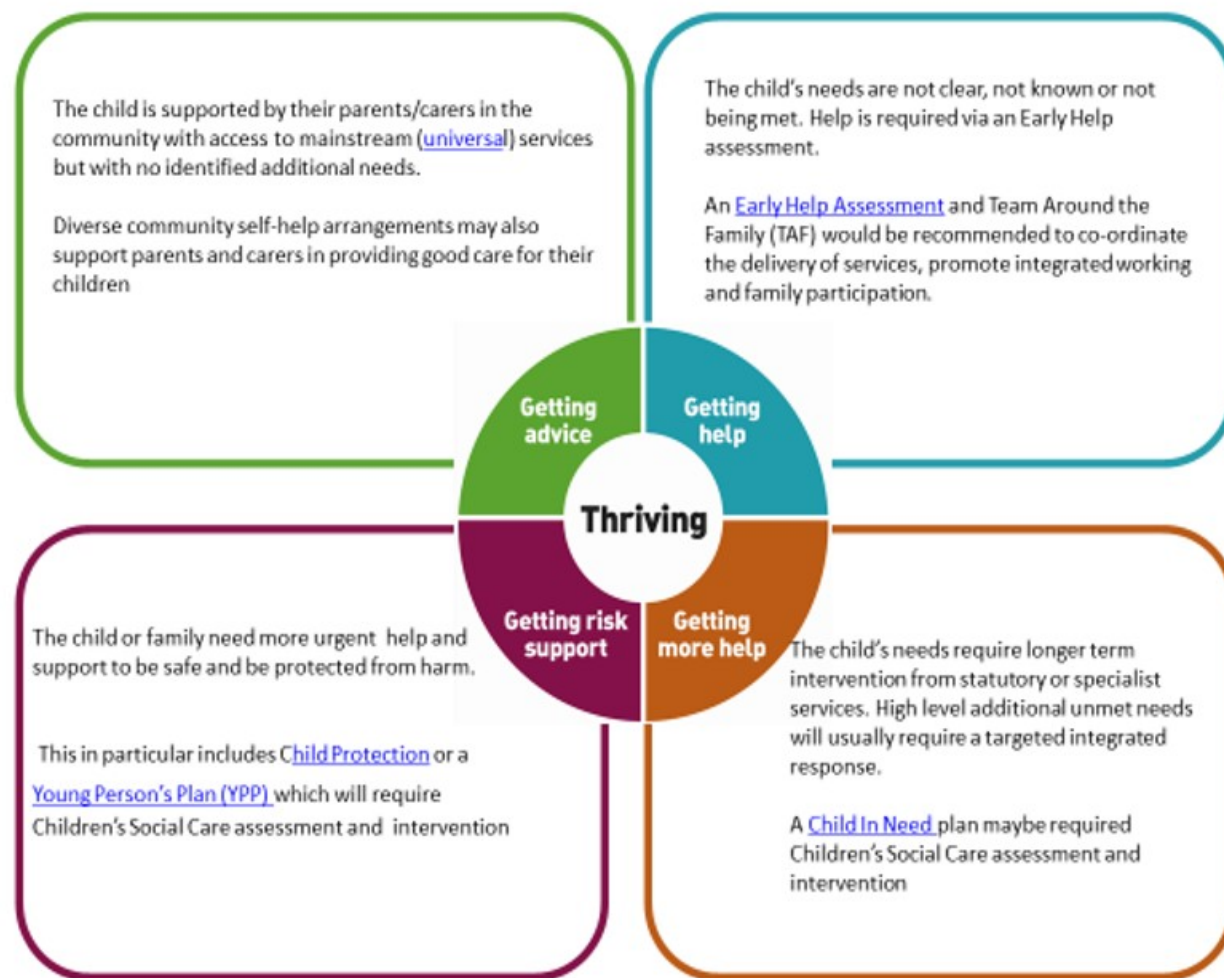 The child is supported by their parents/carers in the
community with access to mainstream (universal) services
but with no identified additional needs.
Diverse community self-help arrangements may also
support parents and carers in providing good care for their
children
The child's needs are not clear, not known or not
being met. Help is required via an Early Help
assessment.
An Early Help Assessment and Team Around the
Family (TAF) would be recommended to co-ordinate
the delivery of services, promote integrated working
and family participation.
Getting
advice
Getting
help
Thriving
Getting risk
support
Getting
more help
The child or family need more urgent help and
support to be safe and be protected from harm.
This in particular includes Child Protection or a
Young Person's Plan (YPP) which will require
Children's Social Care assessment and intervention
The child's needs require longer term
intervention from statutory or specialist
services. High level additional unmet needs
will usually require a targeted integrated
response.
A Child In Need plan maybe required
Children's Social Care assessment and
intervention